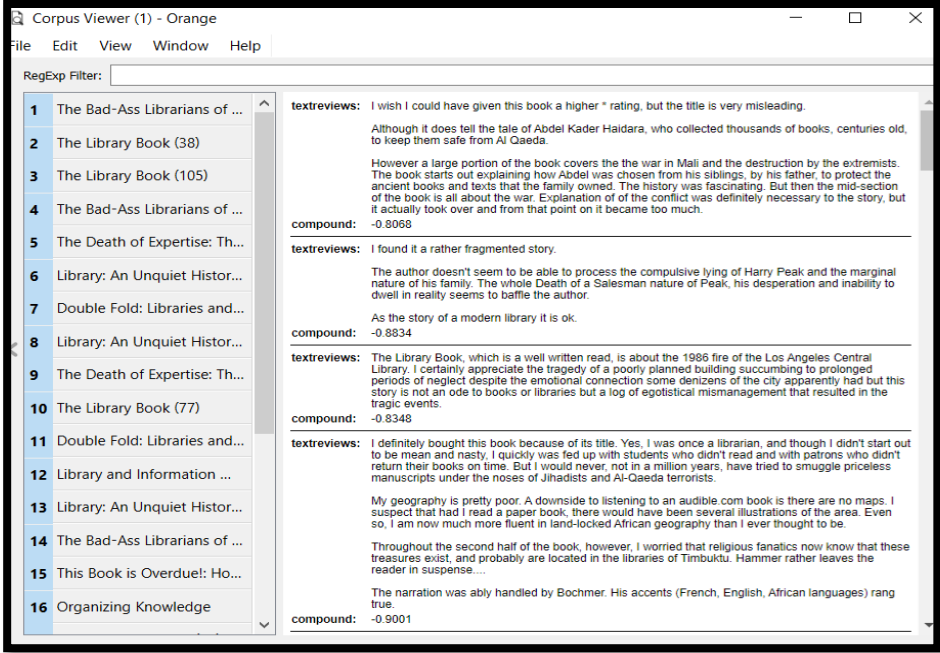 Corpus Viewer (1) - Orange
File Edit View Window Help
RegExp Filter:
1 The Bad-Ass Librarians of ...
2 The Library Book (38)
3 The Library Book (105)
4 The Bad-Ass Librarians of ...
5 The Death of Expertise: Th...
6 Library: An Unquiet Histor...
7 Double Fold: Libraries and...
8 Library: An Unquiet Histor...
9 The Death of Expertise: Th...
10 The Library Book (77)
11 Double Fold: Libraries and...
12 Library and Information ...
13 Library: An Unquiet Histor...
14 The Bad-Ass Librarians of ...
15 This Book is Overdue!: Ho...
16 Organizing Knowledge
textreviews: I wish I could have given this book a higher * rating, but the title is very misleading.
Although it does tell the tale of Abdel Kader Haidara, who collected thousands of books, centuries old,
to keep them safe from Al Qaeda.
However a large portion of the book covers the the war in Mali and the destruction by the extremists.
The book starts out explaining how Abdel was chosen from his siblings, by his father, to protect the
ancient books and texts that the family owned. The history was fascinating. But then the mid-section
of the book is all about the war. Explanation of of the conflict was definitely necessary to the story, but
it actually took over and from that point on it became too much.
compound: -0.8068
textreviews: I found it a rather fragmented story.
The author doesn't seem to be able to process the compulsive lying of Harry Peak and the marginal
nature of his family. The whole Death of a Salesman nature of Peak, his desperation and inability to
dwell in reality seems to baffle the author.
As the story of a modern library it is ok.
compound: -0.8834
textreviews: The Library Book, which is a well written read, is about the 1986 fire of the Los Angeles Central
Library. I certainly appreciate the tragedy of a poorly planned building succumbing to prolonged
periods of neglect despite the emotional connection some denizens of the city apparently had but this
story is not an ode to books or libraries but a log of egotistical mismanagement that resulted in the
tragic events.
compound: -0.8348
textreviews: I definitely bought this book because of its title. Yes, I was once a librarian, and though I didn't start out
to be mean and nasty, I quickly was fed up with students who didn't read and with patrons who didn't
return their books on time. But I would never, not in a million years, have tried to smuggle priceless
manuscripts under the noses of Jihadists and Al-Qaeda terrorists.
My geography is pretty poor. A downside to listening to an audible.com book is there are no maps. I
suspect that had I read a paper book, there would have been several illustrations of the area. Even
so, I am now much more fluent in land-locked African geography than I ever thought to be.
Throughout the second half of the book, however, I worried that religious fanatics now know that these
treasures exist, and probably are located in the libraries of Timbuktu. Hammer rather leaves the
reader in suspense....
The narration was ably handled by Bochmer. His accents (French, English, African languages) rang
true.
compound: -0.9001